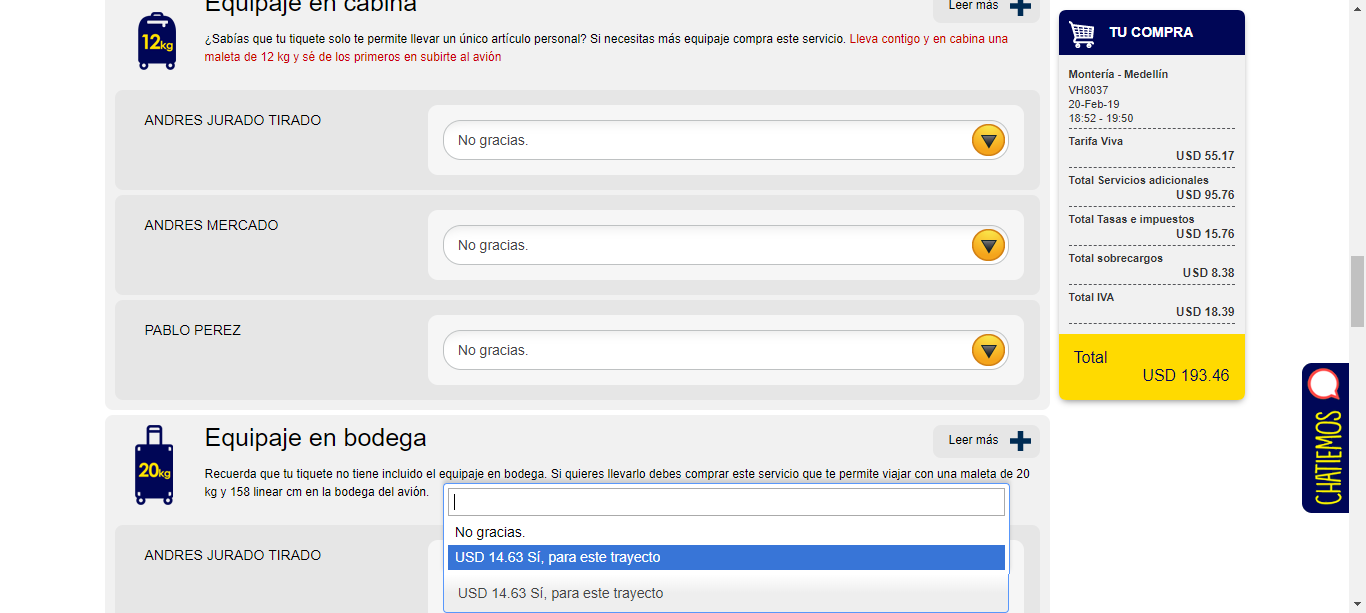 Equipaje en cabina
Leer más
12kg
¿Sabías que tu tiquete solo te permite llevar un único artículo personal? Si necesitas más equipaje compra este servicio. Lleva contigo y en cabina una
maleta de 12 kg y sé de los primeros en subirte al avión
ANDRES JURADO TIRADO
No gracias.
ANDRES MERCADO
No gracias.
PABLO PEREZ
No gracias.
Equipaje en bodega
Leer más
20kg
Recuerda que tu tiquete no tiene incluido el equipaje en bodega. Si quieres llevarlo debes comprar este servicio que te permite viajar con una maleta de 20
kg y 158 linear cm en la bodega del avión.
No gracias.
ANDRES JURADO TIRADO
USD 14.63 Sí, para este trayecto
USD 14.63 Sí, para este trayecto
TU COMPRA
Montería - Medellín
VH8037
20-Feb-19
18:52 - 19:50
Tarifa Viva
USD 55.17
Total Servicios adicionales
USD 95.76
Total Tasas e impuestos
USD 15.76
Total sobrecargos
USD 8.38
Total IVA
USD 18.39
Total
USD 193.46
CHATIEMOS